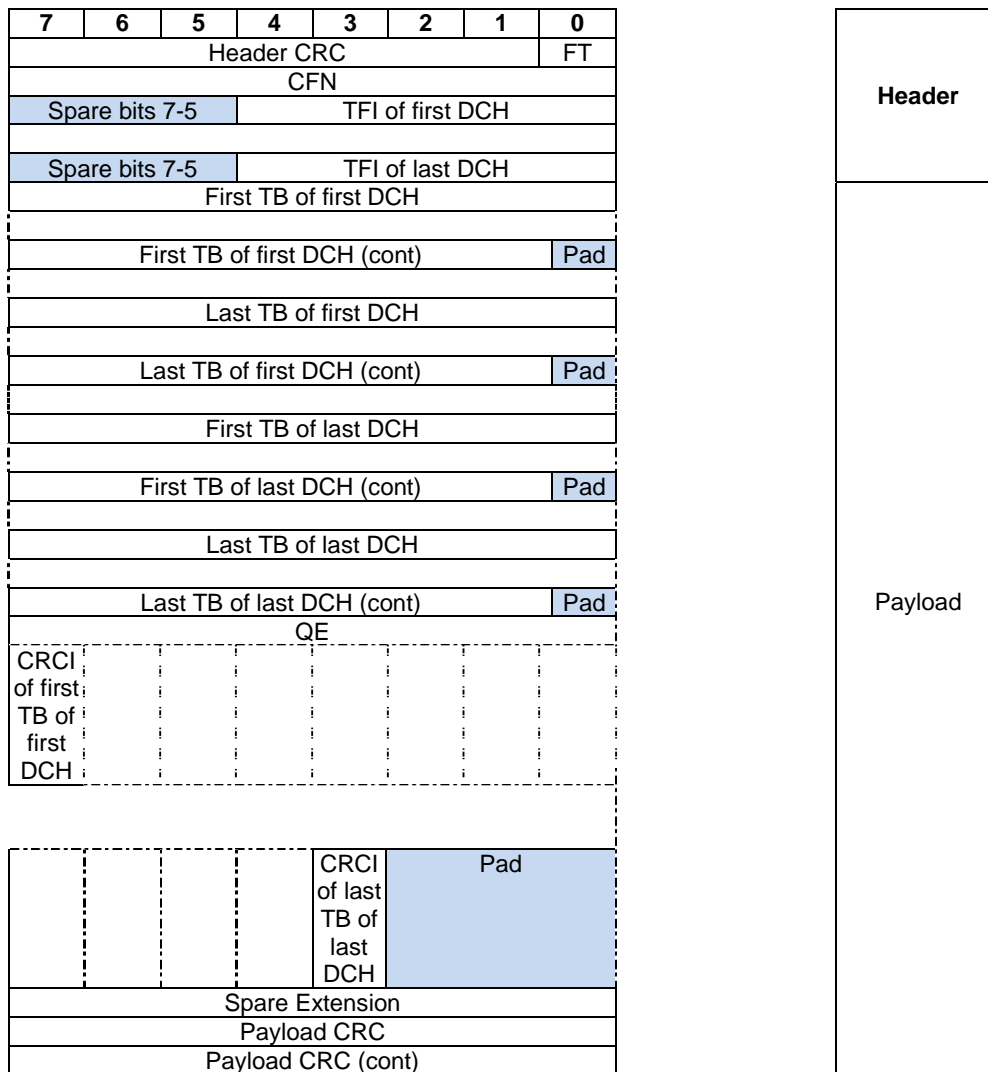 7 6 5 4 3 2 1 0
Header CRC FT
CFN
Spare bits 7-5 TFI of first DCH
Spare bits 7-5 TFI of last DCH
Header
First TB of first DCH
First TB of first DCH (cont) Pad
Last TB of first DCH
Last TB of first DCH (cont) Pad
First TB of last DCH
First TB of last DCH (cont) Pad
Last TB of last DCH
Last TB of last DCH (cont) Pad
Payload
QE
CRCI
of first
TB of
first
DCH
CRCI
of last
TB of
last
DCH
Pad
Spare Extension
Payload CRC
Payload CRC (cont)